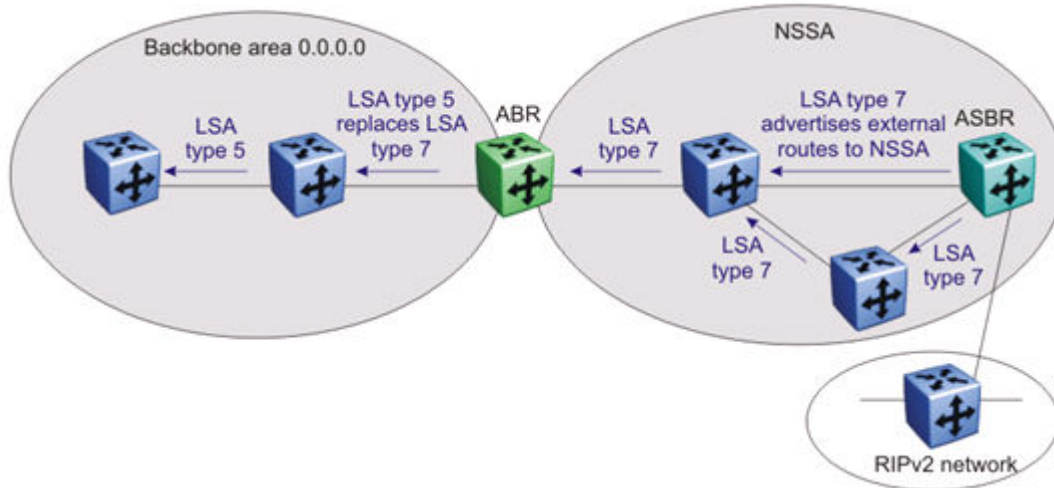 Backbone area 0.0.0.0
NSSA
LSA
type 5
LSA type 5
replaces LSA
type 7
ABR
LSA
type 7
LSA type 7
advertises external
routes to NSSA
ASBR
LSA
type 7
LSA
type 7
RIPv2 network